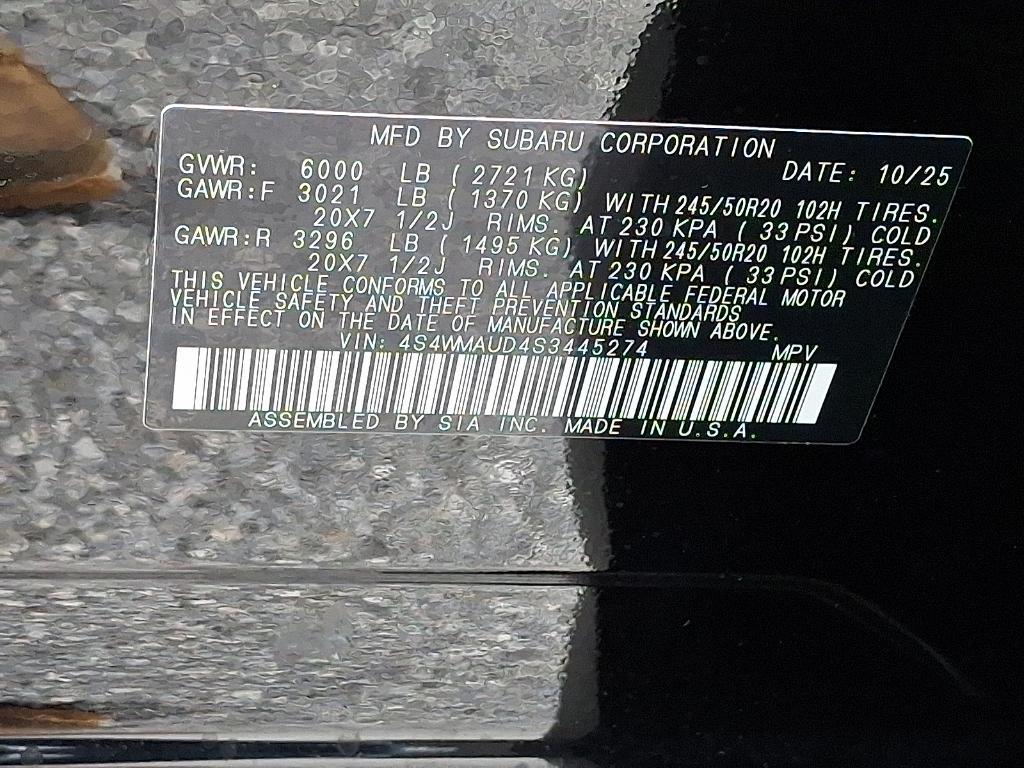 MFD BY SUBARU CORPORATION
GVWR: 6000 LB ( 2721 KG) DATE: 10/25
GAWR:F 3021 LB ( 1370 KG) WITH 245/50R20 102H TIRES.
20X7 1/2J RIMS. AT 230 KPA ( 33 PSI) COLD
GAWR:R 3296 LB ( 1495 KG) WITH 245/50R20 102H TIRES.
20X7 1/2J RIMS. AT 230 KPA ( 33 PSI) COLD
THIS VEHICLE CONFORMS TO ALL APPLICABLE FEDERAL MOTOR
VEHICLE SAFETY AND THEFT PREVENTION STANDARDS
IN EFFECT ON THE DATE OF MANUFACTURE SHOWN ABOVE.
VIN: 4S4WMAUD4S3445274 MPV
ASSEMBLED BY SIA INC. MADE IN U.S.A.